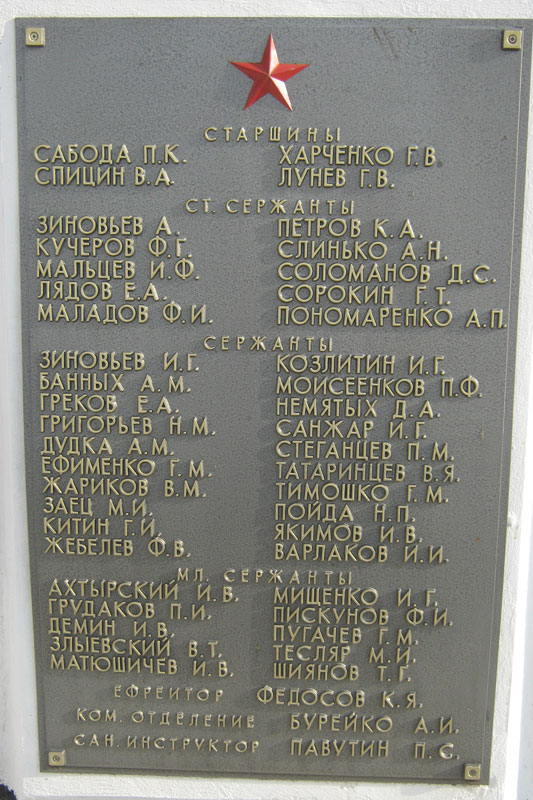 СТАРШИНЫ
САБОДА П.К. ХАРЧЕНКО Г.В.
СПИЦИН В.А. ЛУНЕВ Г.В.
СТ. СЕРЖАНТЫ
ЗИНОВЬЕВ А. ПЕТРОВ К.А.
КУЧЕРОВ Ф.Г. СЛИНЬКО А.Н.
МАЛЬЦЕВ И.Ф. СОЛОМАНОВ Д.С.
ЛЯДОВ Е.А. СОРОКИН Г.Т.
МАЛАДОВ Ф.И. ПОНОМАРЕНКО А.П.
СЕРЖАНТЫ
ЗИНОВЬЕВ И.Г. КОЗЛИТИН И.Г.
БАННЫХ А.М. МОИСЕЕНКОВ П.Ф.
ГРЕКОВ Е.А. НЕМЯТЫХ Д.А.
ГРИГОРЬЕВ Н.М. САНЖАР И.Г.
ДУДКА А.М. СТЕГАНЦЕВ П.М.
ЕФИМЕНКО Г.М. ТАТАРИНЦЕВ В.Я.
ЖАРИКОВ В.М. ТИМОШКО Г.М.
ЗАЕЦ М.И. ПОЙДА Н.П.
КИТИН Г.И. ЯКИМОВ И.В.
ЖЕБЕЛЕВ Ф.В. ВАРЛАКОВ И.И.
МЛ. СЕРЖАНТЫ
АХТЫРСКИЙ И.В. МИЩЕНКО И.Г.
ГРУДАКОВ П.И. ПИСКУНОВ Ф.И.
ДЕМИН И.В. ПУГАЧЕВ Г.М.
ЗЛЫЕВСКИЙ В.Т. ТЕСЛЯР М.И.
МАТЮШИЧЕВ И.В. ШИЯНОВ Т.Г.
ЕФРЕЙТОР ФЕДОСОВ К.Я.
КОМ. ОТДЕЛЕНИЕ БУРЕЙКО А.И.
САН. ИНСТРУКТОР ПАВУТИН П.С.